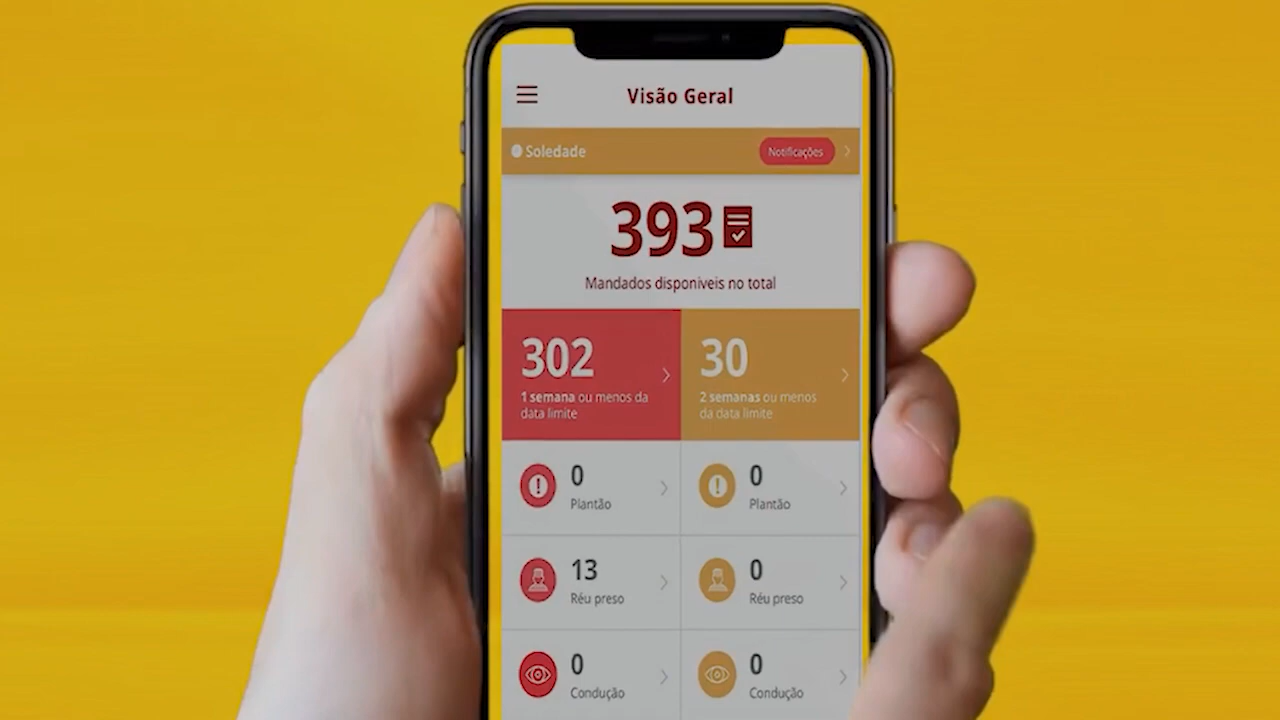 Visão Geral
Soledade
Notificações
393
Mandados disponiveis no total
302
1 semana ou menos da
data limite
30
2 semanas ou menos
da data limite
0
Plantão
0
Plantão
13
Réu preso
0
Réu preso
0
Condução
0
Condução